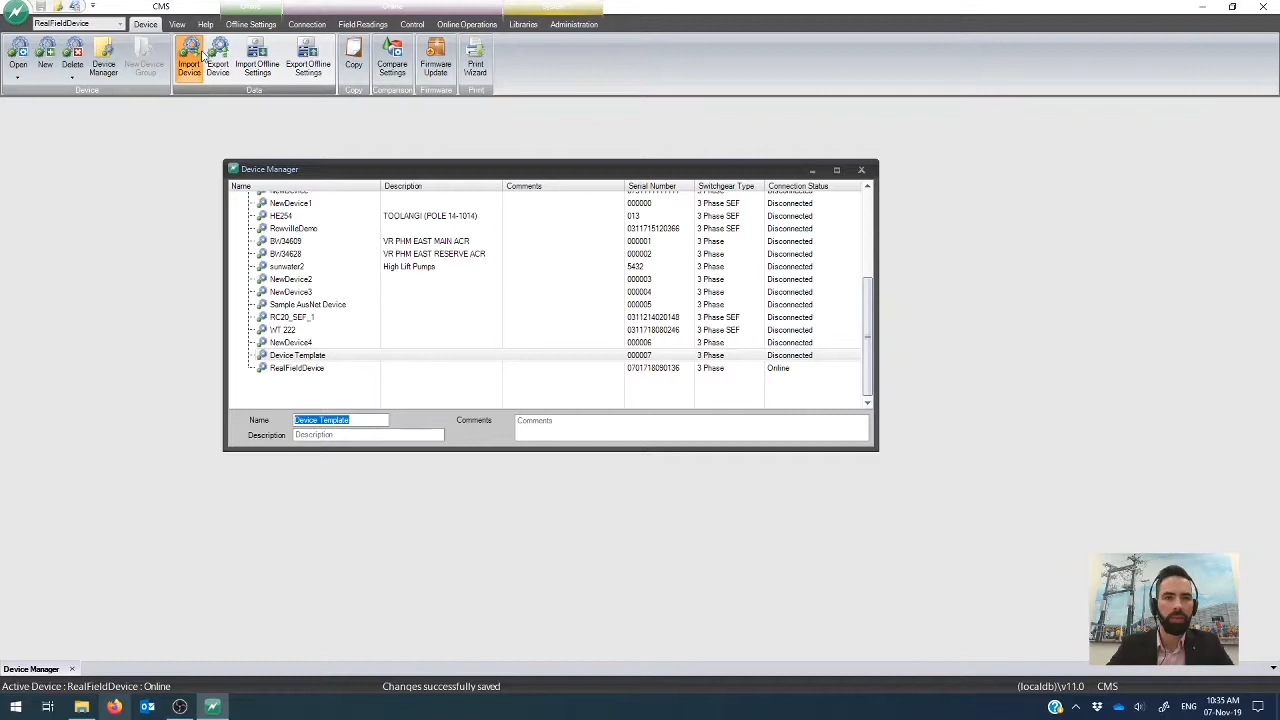 Offline
Online
System
CMS
RealFieldDevice
Device
View
Help
Offline Settings
Connection
Field Readings
Control
Online Operations
Libraries
Administration
Open
New
Delete
Device Manager
New Device Group
Import Device
Export Device
Import Offline Settings
Export Offline Settings
Copy
Compare Settings
Firmware Update
Print Wizard
Device
Data
Copy
Comparison
Firmware
Print
Device Manager
Name Description Comments Serial Number Switchgear Type Connection Status
NewDevice1 000000 3 Phase SEF Disconnected
HE254 TOOLANGI (POLE 14-1014) 013 3 Phase SEF Disconnected
RowvilleDemo 0311715120366 3 Phase SEF Disconnected
BW34609 VR PHM EAST MAIN ACR 000001 3 Phase Disconnected
BW34628 VR PHM EAST RESERVE ACR 000002 3 Phase Disconnected
sunwater2 High Lift Pumps 5432 3 Phase Disconnected
NewDevice2 000003 3 Phase Disconnected
NewDevice3 000004 3 Phase Disconnected
Sample AusNet Device 000005 3 Phase Disconnected
RC20_SEF_1 0311214020148 3 Phase SEF Disconnected
WT 222 0311718080246 3 Phase SEF Disconnected
NewDevice4 000006 3 Phase Disconnected
Device Template 000007 3 Phase Disconnected
RealFieldDevice 0701718090136 3 Phase Online
Name Device Template Comments Comments
Description Description
Device Manager
Active Device : RealFieldDevice : Online Changes successfully saved (localdb)\v11.0 CMS
ENG
10:35 AM
07-Nov-19